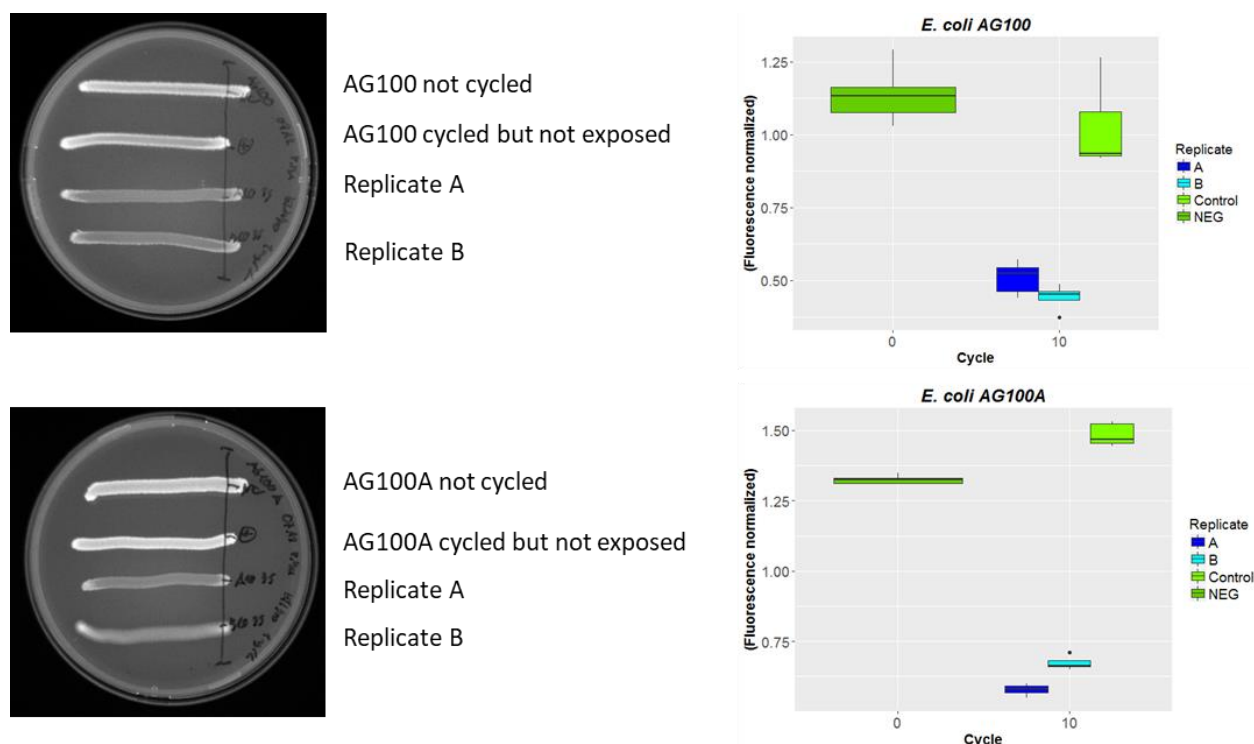 AG100 not cycled
AG100 cycled but not exposed
Replicate A
Replicate B
E. coli AG100
(Fluorescence normalized)
1.25
1.00
0.75
0.50
0
10
Cycle
Replicate
A
B
Control
NEG
AG100A not cycled
AG100A cycled but not exposed
Replicate A
Replicate B
E. coli AG100A
(Fluorescence normalized)
1.50
1.25
1.00
0.75
0
10
Cycle
Replicate
A
B
Control
NEG